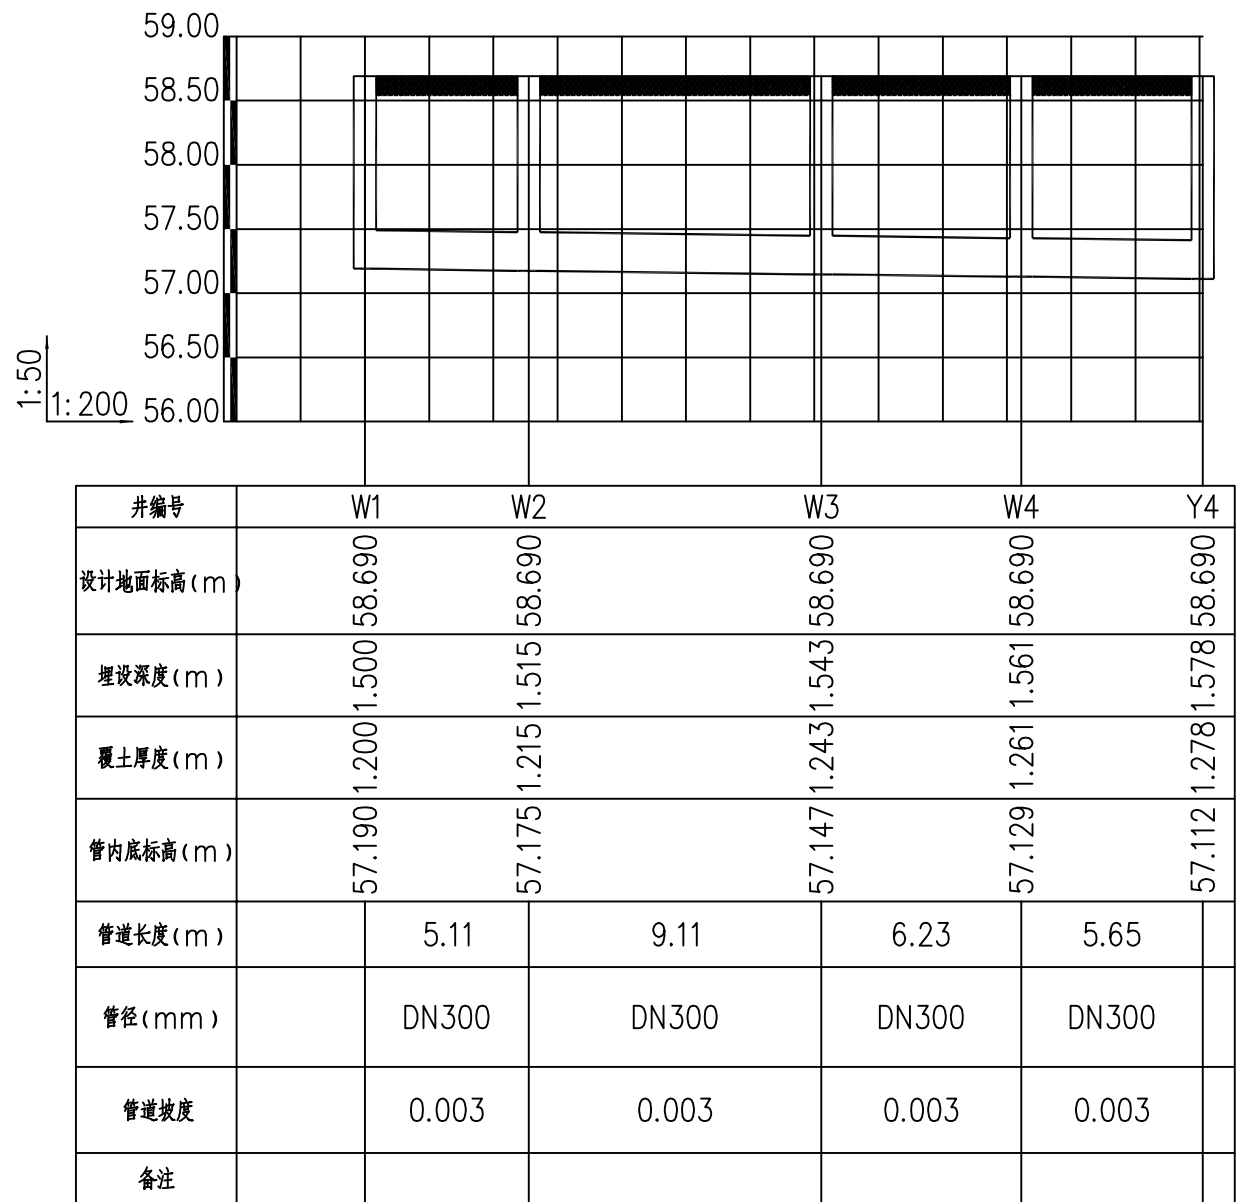 59.00
58.50
58.00
57.50
57.00
56.50
56.00
1:50
1:200
井编号 W1 W2 W3 W4 Y4
设计地面标高(m) 58.690 58.690 58.690 58.690 58.690
埋设深度(m) 1.500 1.515 1.543 1.561 1.578
覆土厚度(m) 1.200 1.215 1.243 1.261 1.278
管内底标高(m) 57.190 57.175 57.147 57.129 57.112
管道长度(m) 5.11 9.11 6.23 5.65
管径(mm) DN300 DN300 DN300 DN300
管道坡度 0.003 0.003 0.003 0.003
备注